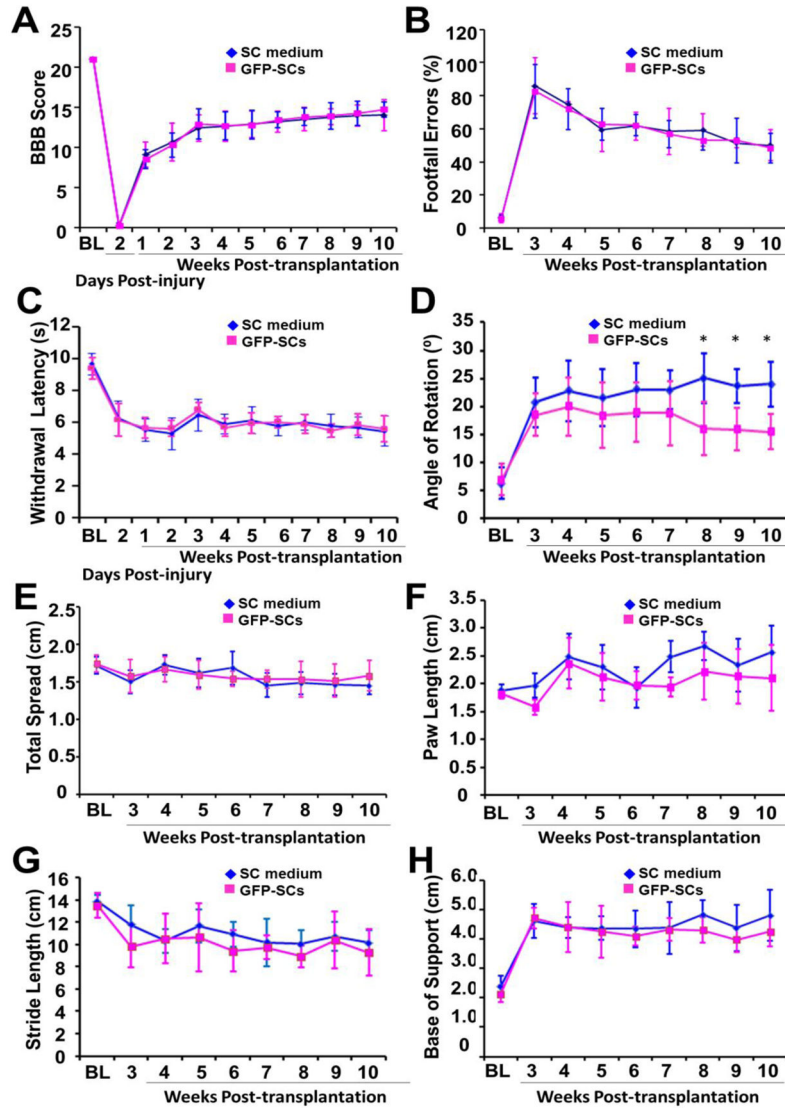 A
SC medium
GFP-SCs
BBB Score
25
20
15
10
5
0
BL 2 1 2 3 4 5 6 7 8 9 10
Weeks Post-transplantation
Days Post-injury
B
SC medium
GFP-SCs
Footfall Errors (%)
120
100
80
60
40
20
0
BL 3 4 5 6 7 8 9 10
Weeks Post-transplantation
C
SC medium
GFP-SCs
Withdrawal Latency (s)
12
10
8
6
4
2
0
BL 2 1 2 3 4 5 6 7 8 9 10
Weeks Post-transplantation
Days Post-injury
D
SC medium
GFP-SCs
* * *
Angle of Rotation (º)
35
30
25
20
15
10
5
0
BL 3 4 5 6 7 8 9 10
Weeks Post-transplantation
E
SC medium
GFP-SCs
Total Spread (cm)
2.5
2.0
1.5
1.0
0.5
0
BL 3 4 5 6 7 8 9 10
Weeks Post-transplantation
F
SC medium
GFP-SCs
Paw Length (cm)
3.5
3.0
2.5
2.0
1.5
1.0
0.5
0
BL 3 4 5 6 7 8 9 10
Weeks Post-transplantation
G
SC medium
GFP-SCs
Stride Length (cm)
16
14
12
10
8
6
4
2
0
BL 3 4 5 6 7 8 9 10
Weeks Post-transplantation
H
SC medium
GFP-SCs
Base of Support (cm)
6.0
5.0
4.0
3.0
2.0
1.0
0
BL 3 4 5 6 7 8 9 10
Weeks Post-transplantation